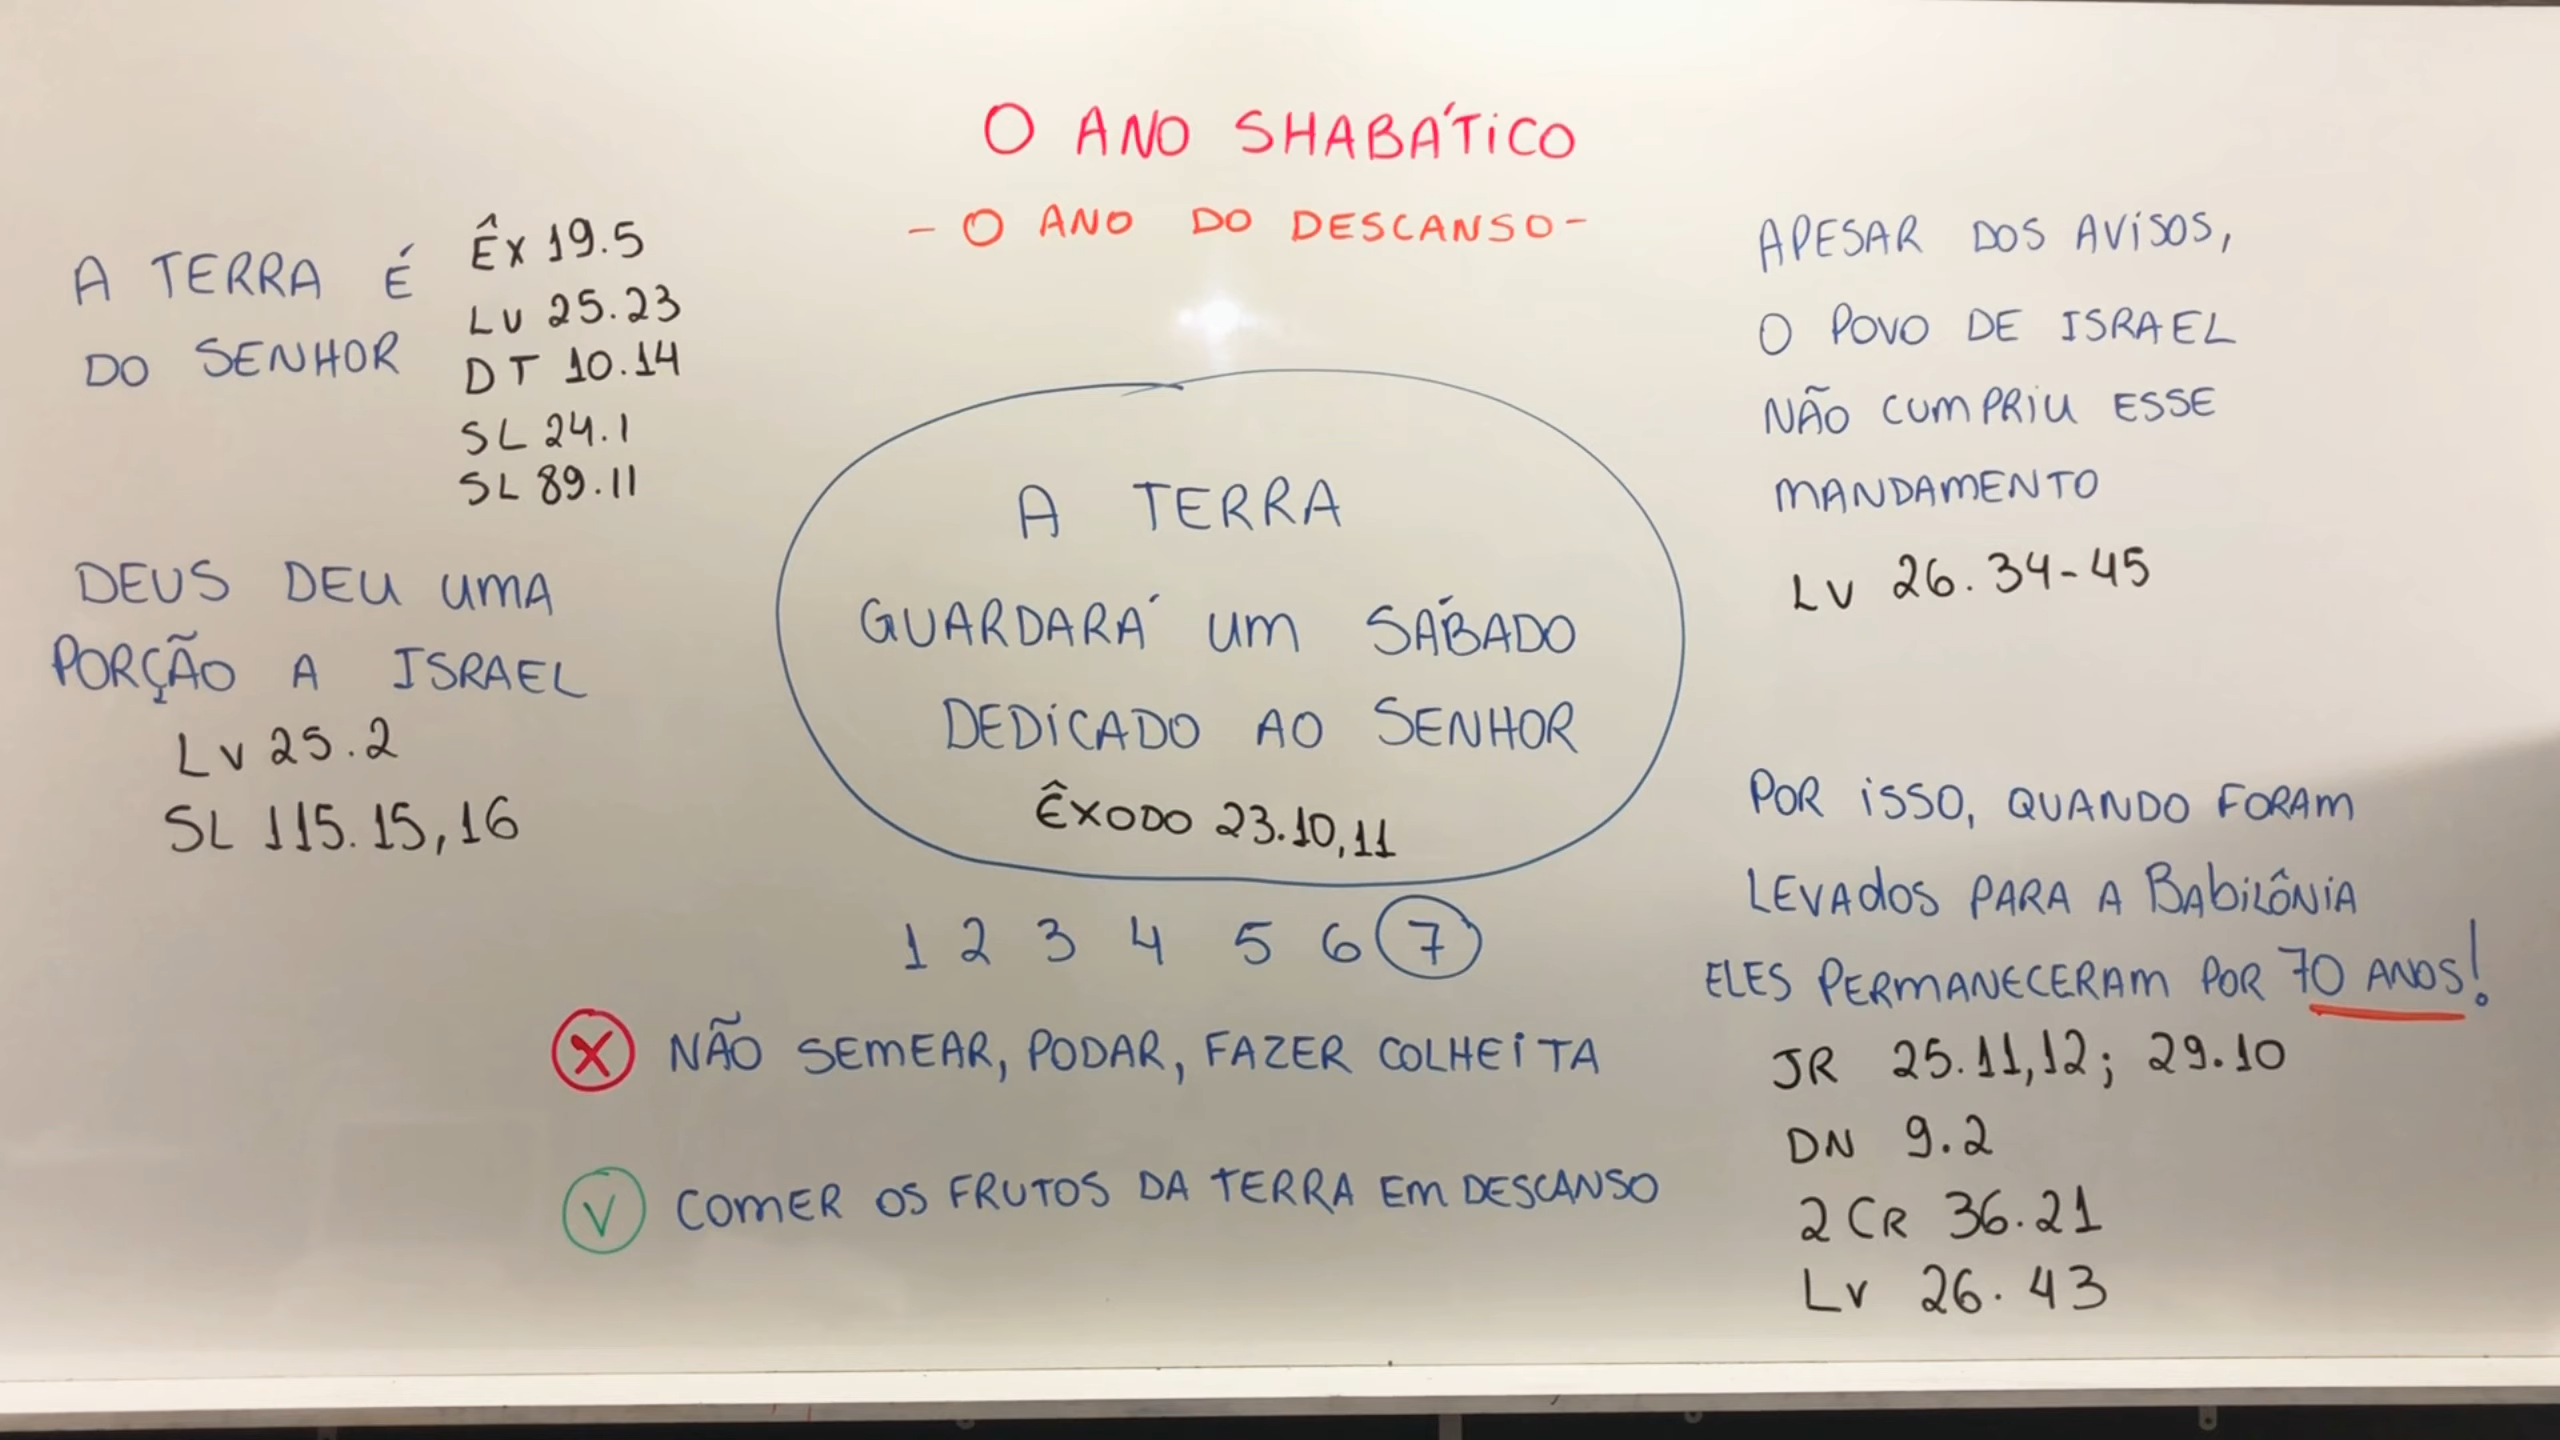 O ANO SHABÁTICO
- O ANO DO DESCANSO -
A TERRA É
DO SENHOR
ÊX 19.5
LV 25.23
DT 10.14
SL 24.1
SL 89.11
DEUS DEU UMA
PORÇÃO A ISRAEL
LV 25.2
SL 115.15,16
A TERRA
GUARDARÁ UM SÁBADO
DEDICADO AO SENHOR
ÊXODO 23.10,11
1 2 3 4 5 6 7
X NÃO SEMEAR, PODAR, FAZER COLHEITA
V COMER OS FRUTOS DA TERRA EM DESCANSO
APESAR DOS AVISOS,
O POVO DE ISRAEL
NÃO CUMPRIU ESSE
MANDAMENTO
LV 26.34-45
POR ISSO, QUANDO FORAM
LEVADOS PARA A BABILÔNIA
ELES PERMANECERAM POR 70 ANOS!
JR 25.11,12; 29.10
DN 9.2
2 CR 36.21
LV 26.43